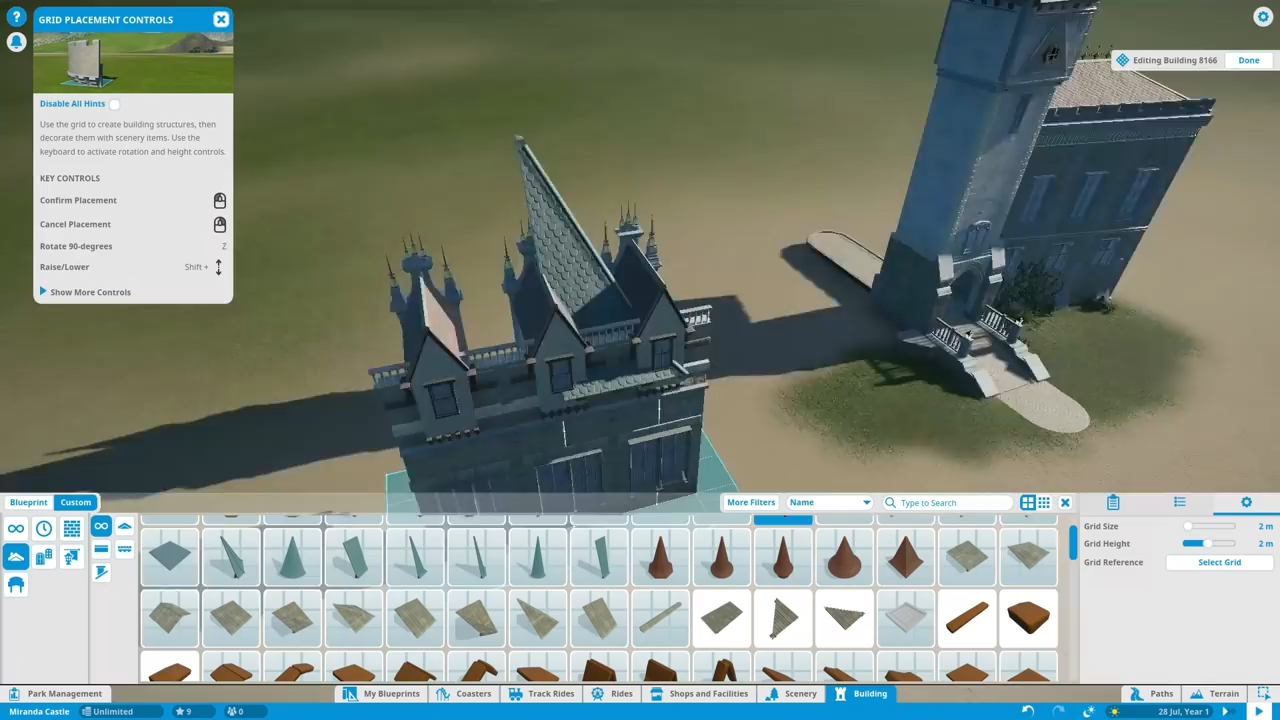 GRID PLACEMENT CONTROLS
Disable All Hints
Use the grid to create building structures, then
decorate them with scenery items. Use the
keyboard to activate rotation and height controls.
KEY CONTROLS
Confirm Placement
Cancel Placement
Rotate 90-degrees Z
Raise/Lower Shift +
Show More Controls
Editing Building 8166 Done
Blueprint Custom More Filters Name Type to Search
Grid Size 2 m
Grid Height 2 m
Grid Reference Select Grid
Park Management My Blueprints Coasters Track Rides Rides Shops and Facilities Scenery Building Paths Terrain
Miranda Castle Unlimited 9 0 28 Jul, Year 1